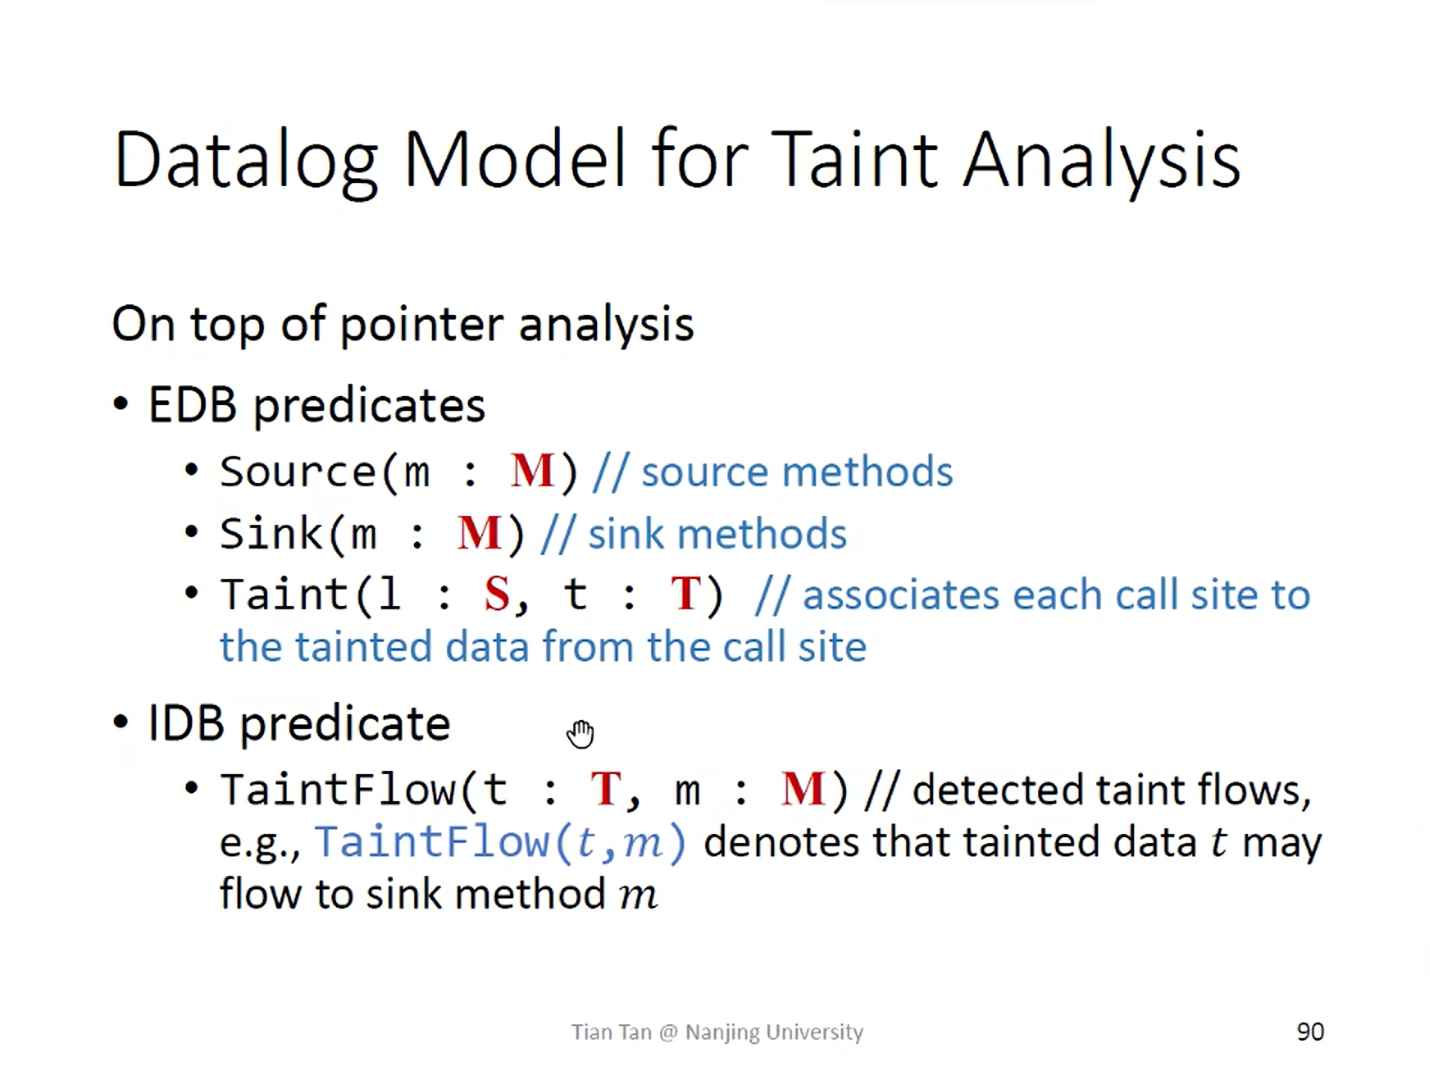 Datalog Model for Taint Analysis
On top of pointer analysis
• EDB predicates
• Source(m : M) // source methods
• Sink(m : M) // sink methods
• Taint(l : S, t : T) // associates each call site to
the tainted data from the call site
• IDB predicate
• TaintFlow(t : T, m : M) // detected taint flows,
e.g., TaintFlow(t,m) denotes that tainted data t may
flow to sink method m
Tian Tan @ Nanjing University
90